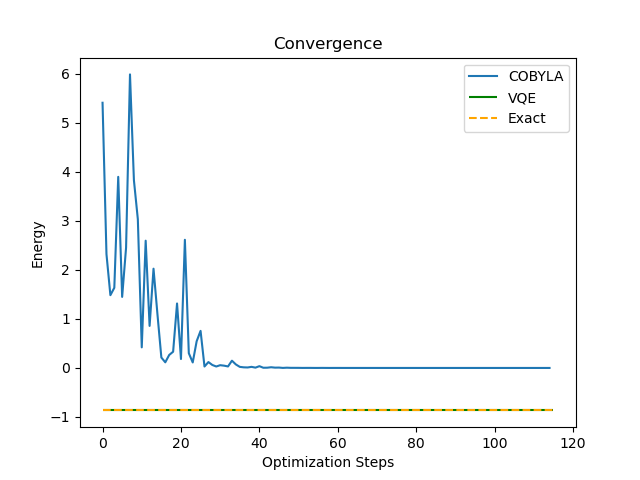 Convergence
COBYLA
VQE
Exact
Energy
6
5
4
3
2
1
0
−1
0 20 40 60 80 100 120
Optimization Steps